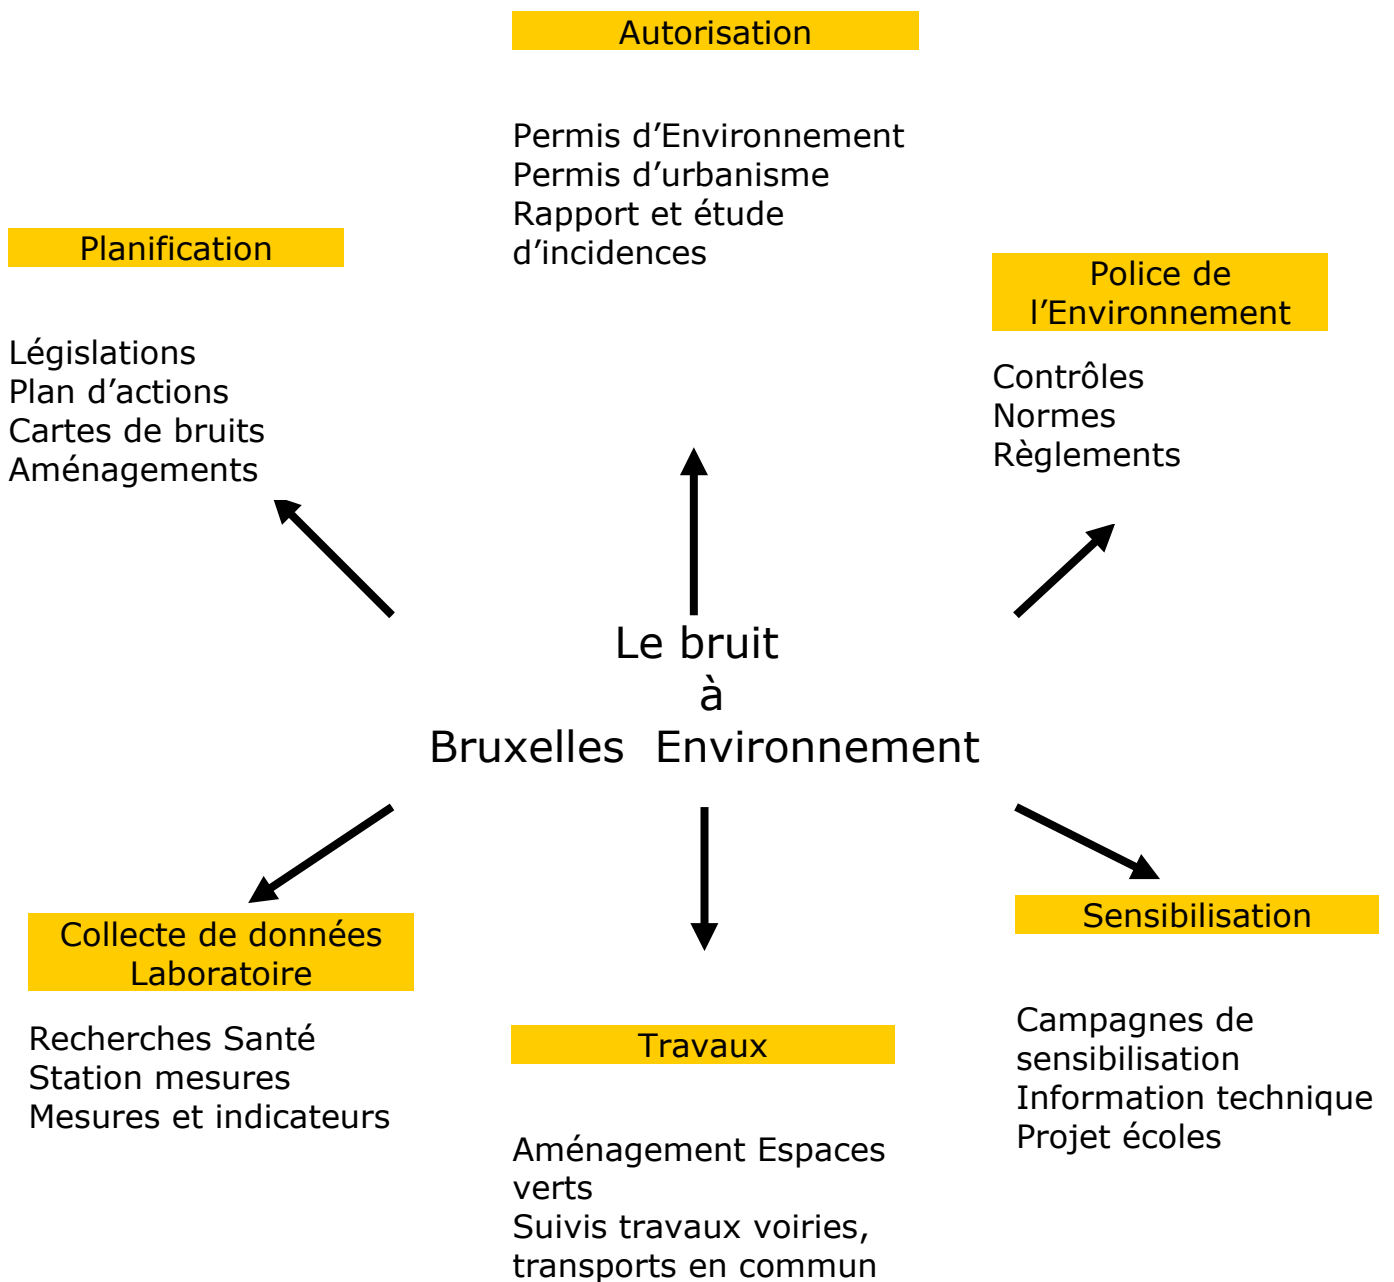 Autorisation
Permis d’Environnement
Permis d’urbanisme
Rapport et étude
d’incidences
Planification
Législations
Plan d’actions
Cartes de bruits
Aménagements
Police de
l’Environnement
Contrôles
Normes
Règlements
Le bruit
à
Bruxelles  Environnement
Collecte de données
Laboratoire
Recherches Santé
Station mesures
Mesures et indicateurs
Travaux
Aménagement Espaces
verts
Suivis travaux voiries,
transports en commun
Sensibilisation
Campagnes de
sensibilisation
Information technique
Projet écoles